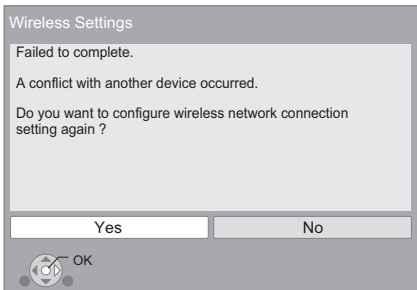 Wireless Settings
Failed to complete.
A conflict with another device occurred.
Do you want to configure wireless network connection
setting again ?
Yes
No
OK